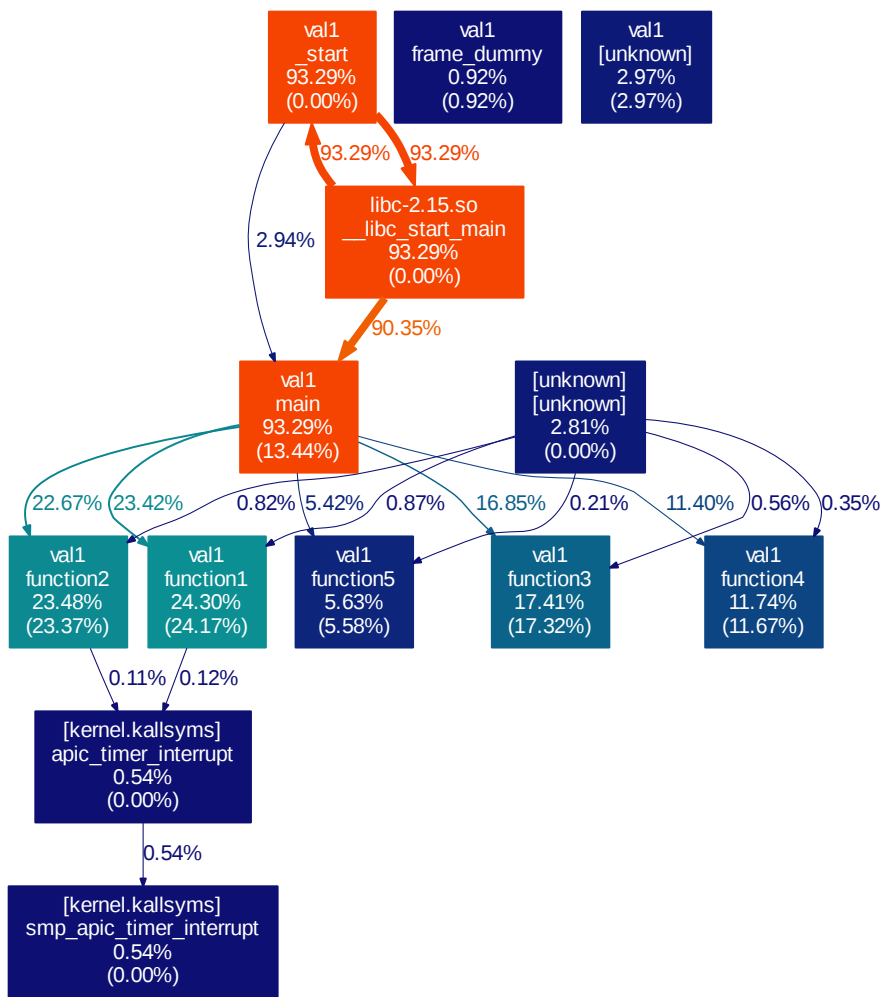 val1
_start
93.29%
(0.00%)
val1
frame_dummy
0.92%
(0.92%)
val1
[unknown]
2.97%
(2.97%)
93.29%
93.29%
libc-2.15.so
__libc_start_main
93.29%
(0.00%)
2.94%
90.35%
val1
main
93.29%
(13.44%)
[unknown]
[unknown]
2.81%
(0.00%)
22.67%
23.42%
0.82%
5.42%
0.87%
16.85%
0.21%
11.40%
0.56%
0.35%
val1
function2
23.48%
(23.37%)
val1
function1
24.30%
(24.17%)
val1
function5
5.63%
(5.58%)
val1
function3
17.41%
(17.32%)
val1
function4
11.74%
(11.67%)
0.11%
0.12%
[kernel.kallsyms]
apic_timer_interrupt
0.54%
(0.00%)
0.54%
[kernel.kallsyms]
smp_apic_timer_interrupt
0.54%
(0.00%)